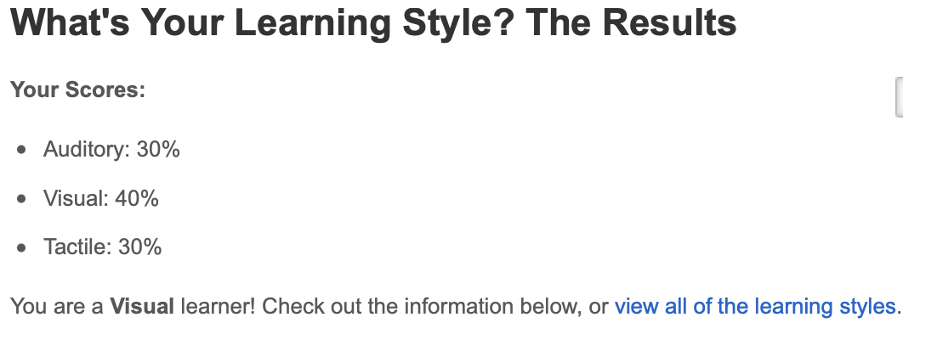 What's Your Learning Style? The Results
Your Scores:
• Auditory: 30%
• Visual: 40%
• Tactile: 30%
You are a Visual learner! Check out the information below, or view all of the learning styles.